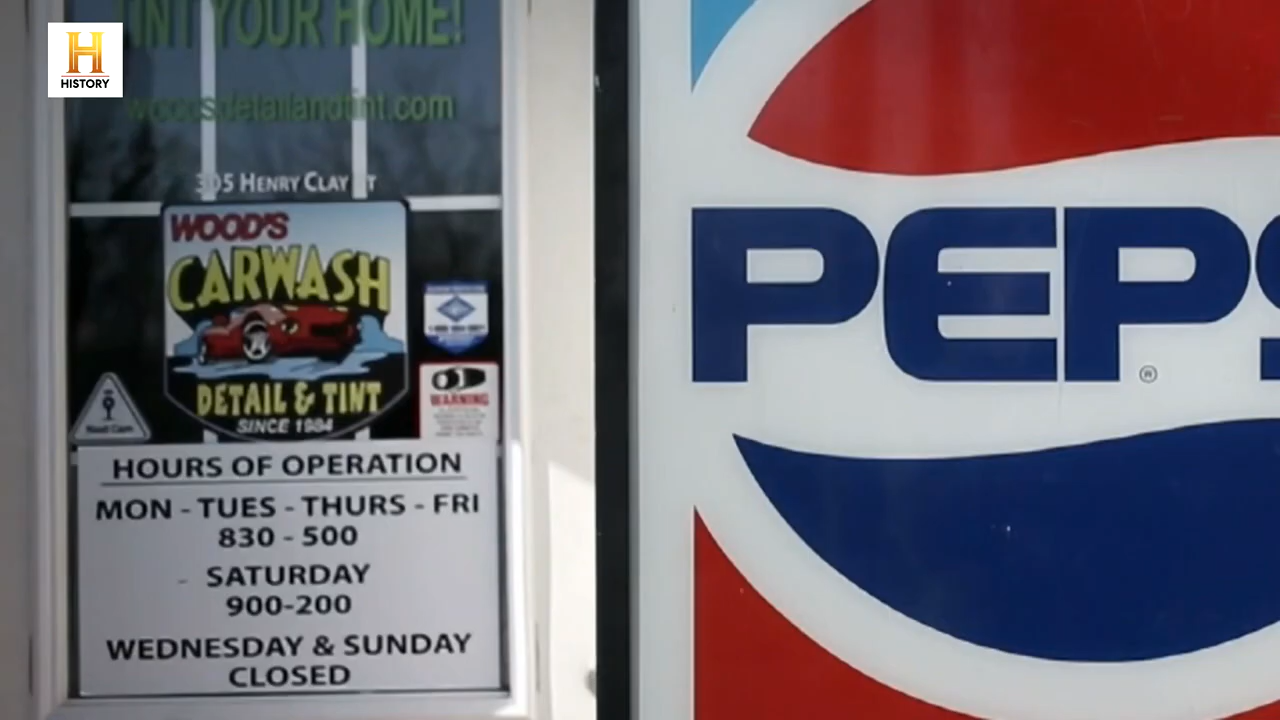 H
HISTORY
TINT YOUR HOME!
woodsdetailandtint.com
305 HENRY CLAY ST
WOOD'S
CARWASH
DETAIL & TINT
SINCE 1984
WARNING
HOURS OF OPERATION
MON - TUES - THURS - FRI
830 - 500
- SATURDAY
900-200
WEDNESDAY & SUNDAY
CLOSED
PEPS
®